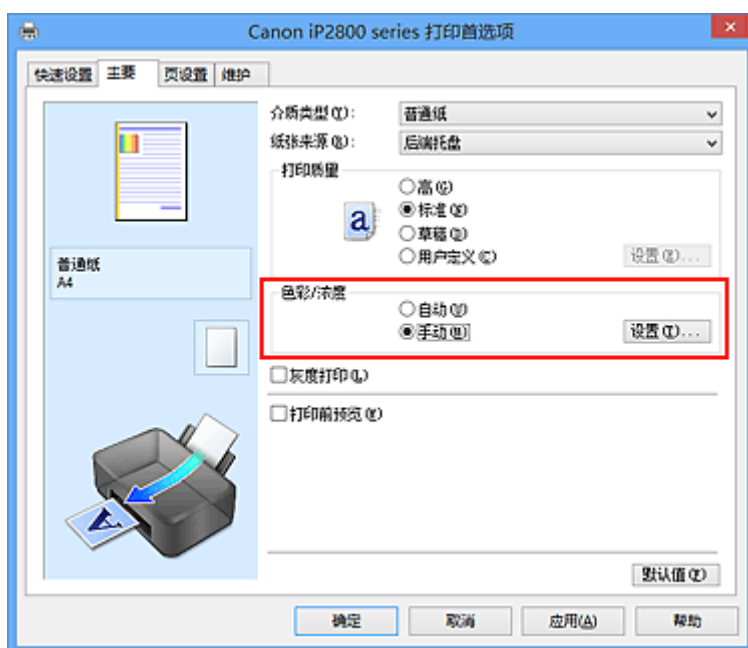 Canon iP2800 series 打印首选项
快速设置 主要 页设置 维护
介质类型(Y): 普通纸
纸张来源(R): 后端托盘
打印质量
高(G)
a 标准(X)
草稿(Q)
用户定义(C) 设置(Z)...
普通纸
A4
色彩/浓度
自动(V)
手动(M) 设置(T)...
灰度打印(L)
打印前预览(K)
A
默认值(Z)
确定 取消 应用(A) 帮助